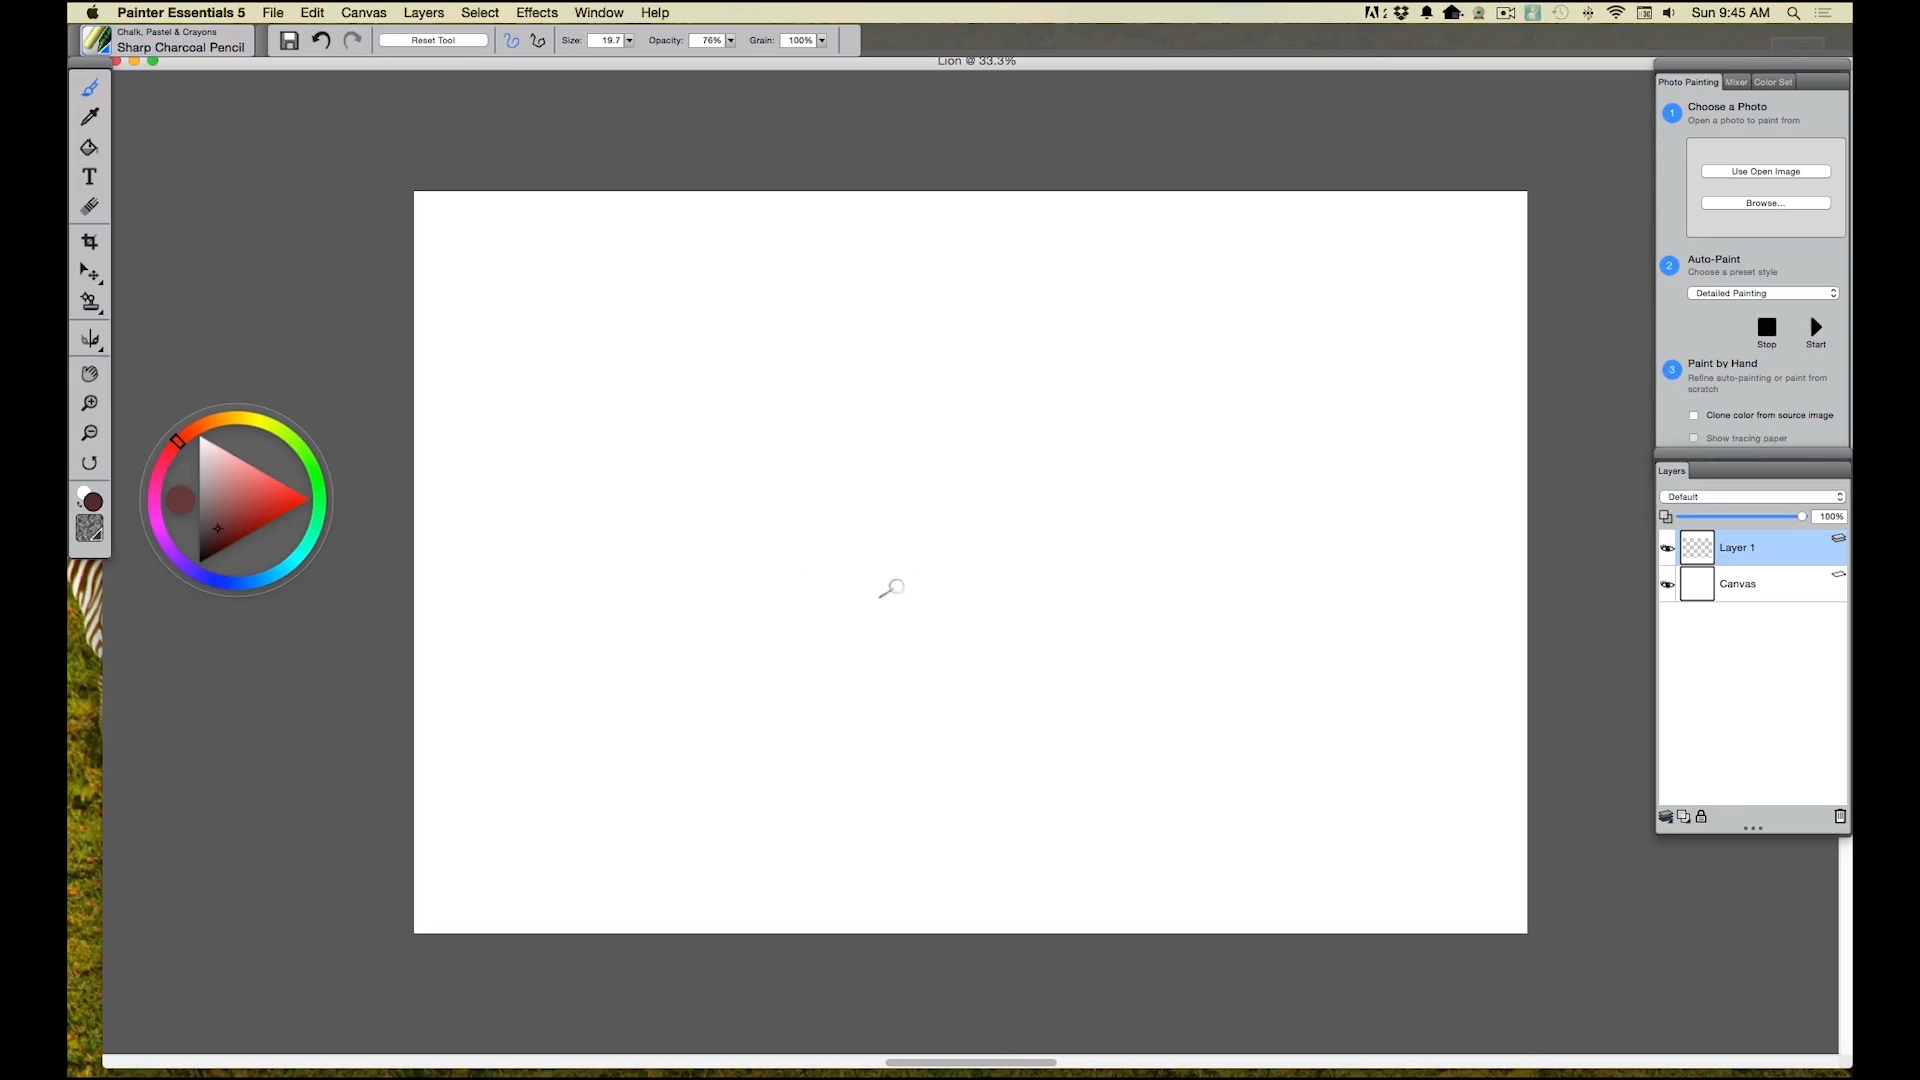 Painter Essentials 5 File Edit Canvas Layers Select Effects Window Help Sun 9:45 AM
Chalk, Pastel & Crayons
Sharp Charcoal Pencil
Reset Tool Size: 19.7 Opacity: 76% Grain: 100%
Lion @ 33.3%
Photo Painting Mixer Color Set
1 Choose a Photo
Open a photo to paint from
Use Open Image
Browse...
2 Auto-Paint
Choose a preset style
Detailed Painting
Stop Start
3 Paint by Hand
Refine auto-painting or paint from
scratch
Clone color from source image
Show tracing paper
Layers
Default
100%
Layer 1
Canvas
T